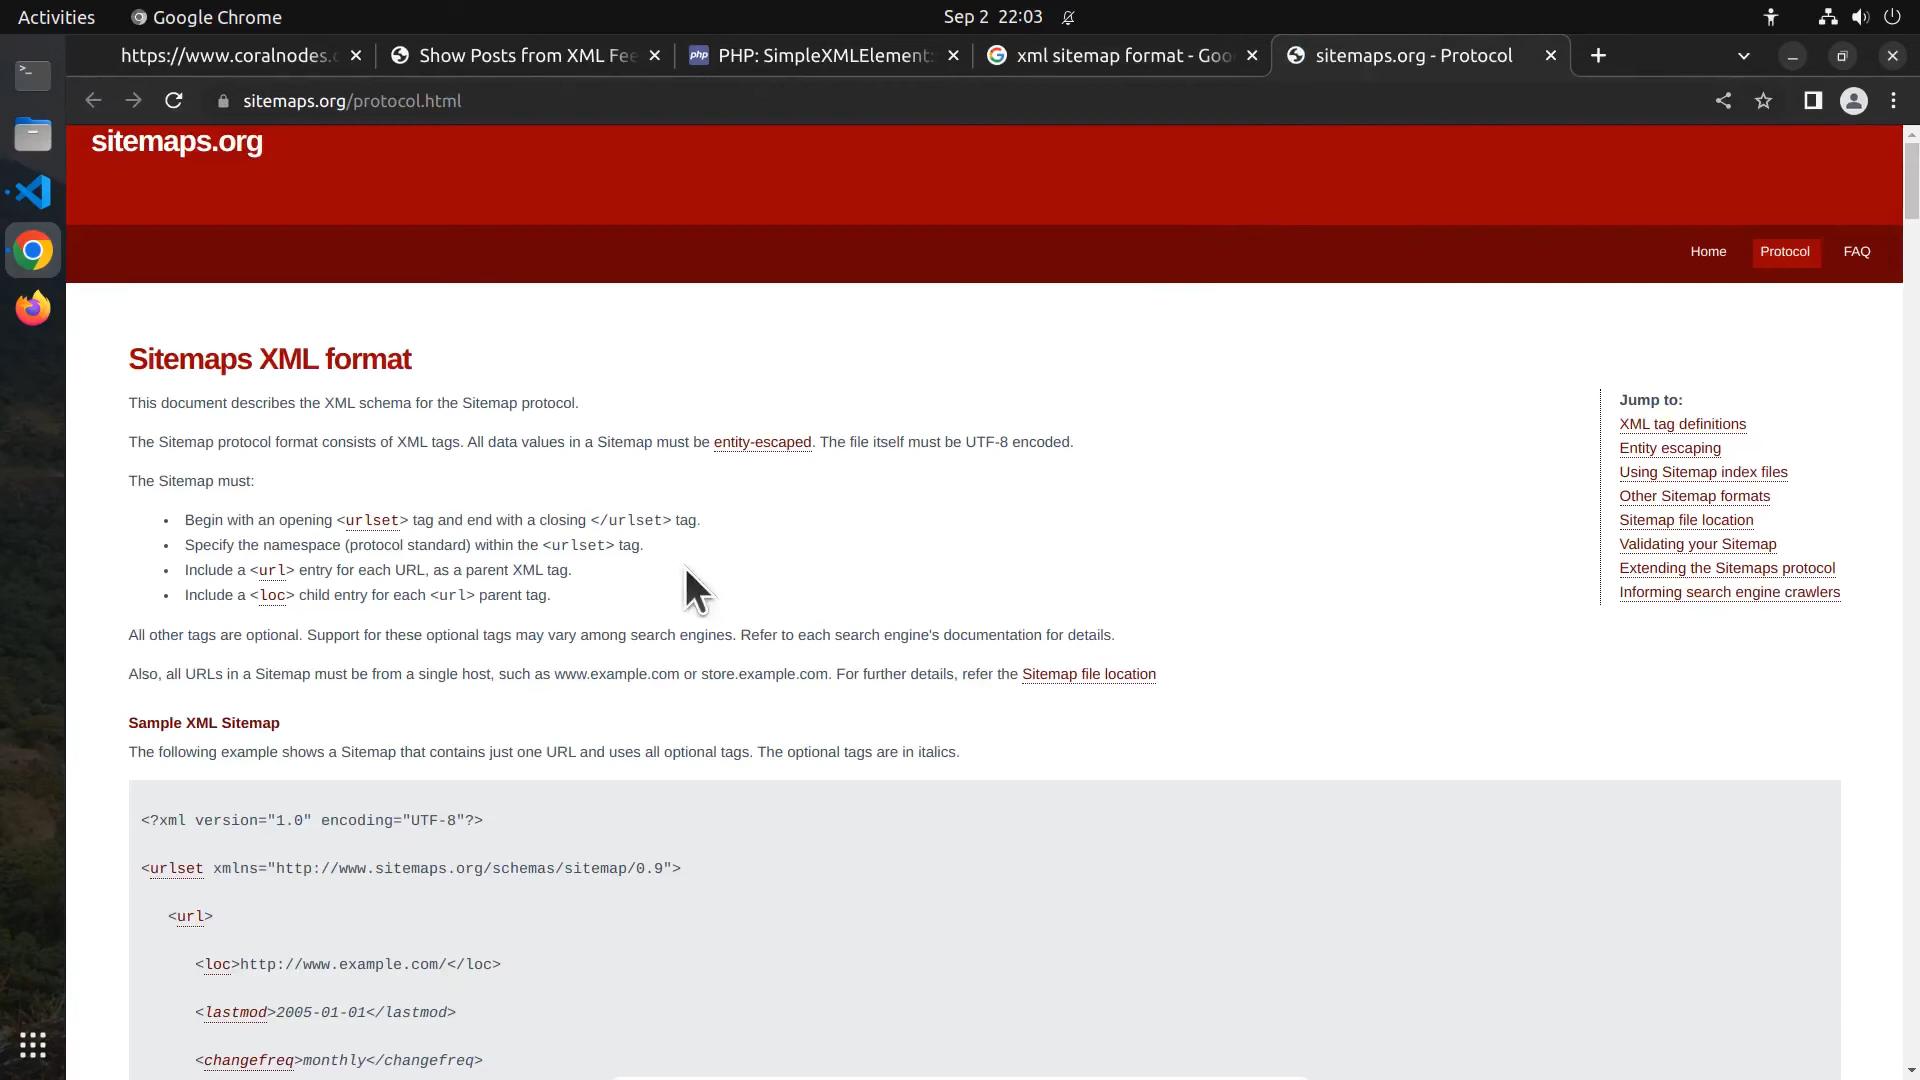 Activities
Google Chrome
Sep 2 22:03
https://www.coralnodes.c
Show Posts from XML Fee
PHP: SimpleXMLElement:
xml sitemap format - Goo
sitemaps.org - Protocol
sitemaps.org/protocol.html
sitemaps.org
Home
Protocol
FAQ
Sitemaps XML format
This document describes the XML schema for the Sitemap protocol.
The Sitemap protocol format consists of XML tags. All data values in a Sitemap must be entity-escaped. The file itself must be UTF-8 encoded.
The Sitemap must:
• Begin with an opening <urlset> tag and end with a closing </urlset> tag.
• Specify the namespace (protocol standard) within the <urlset> tag.
• Include a <url> entry for each URL, as a parent XML tag.
• Include a <loc> child entry for each <url> parent tag.
All other tags are optional. Support for these optional tags may vary among search engines. Refer to each search engine's documentation for details.
Also, all URLs in a Sitemap must be from a single host, such as www.example.com or store.example.com. For further details, refer the Sitemap file location
Jump to:
XML tag definitions
Entity escaping
Using Sitemap index files
Other Sitemap formats
Sitemap file location
Validating your Sitemap
Extending the Sitemaps protocol
Informing search engine crawlers
Sample XML Sitemap
The following example shows a Sitemap that contains just one URL and uses all optional tags. The optional tags are in italics.
<?xml version="1.0" encoding="UTF-8"?>
<urlset xmlns="http://www.sitemaps.org/schemas/sitemap/0.9">
<url>
<loc>http://www.example.com/</loc>
<lastmod>2005-01-01</lastmod>
<changefreq>monthly</changefreq>